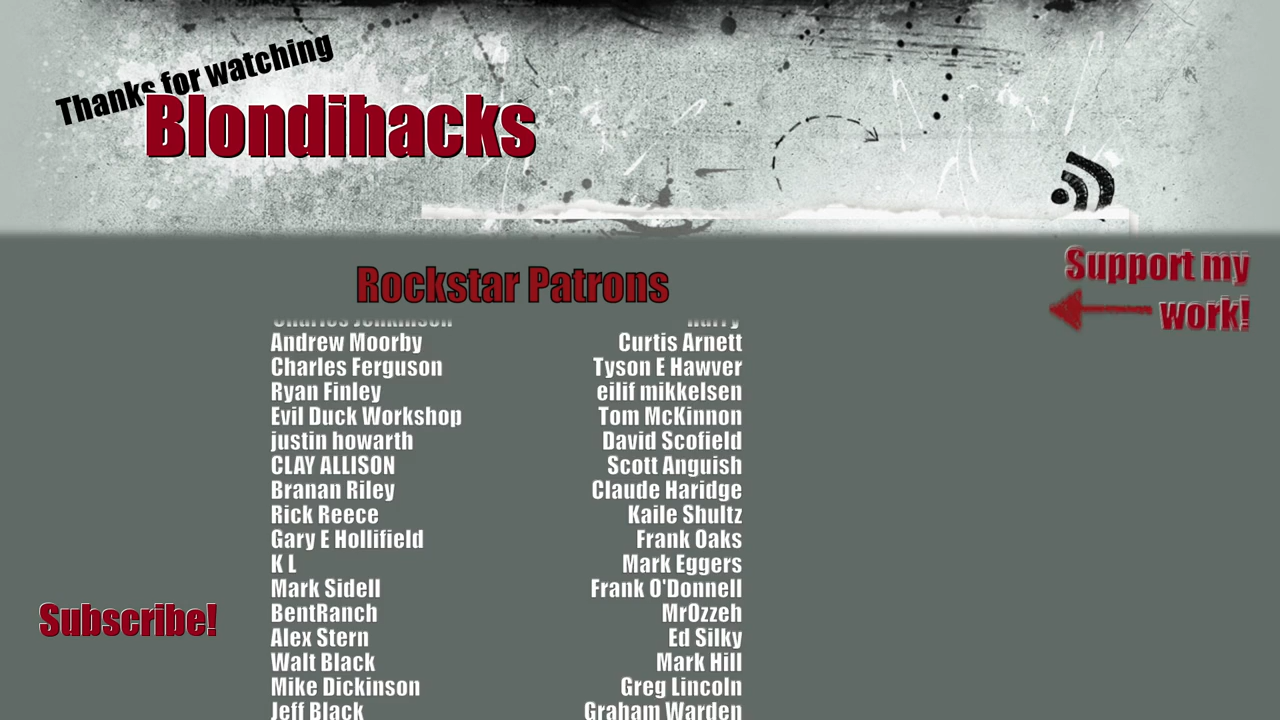 Thanks for watching
Blondihacks
Support my
work!
Rockstar Patrons
Charles Jenkinson Harry
Andrew Moorby Curtis Arnett
Charles Ferguson Tyson E Hawver
Ryan Finley eilif mikkelsen
Evil Duck Workshop Tom McKinnon
justin howarth David Scofield
CLAY ALLISON Scott Anguish
Branan Riley Claude Haridge
Rick Reece Kaile Shultz
Gary E Hollifield Frank Oaks
K L Mark Eggers
Mark Sidell Frank O'Donnell
BentRanch MrOzzeh
Alex Stern Ed Silky
Walt Black Mark Hill
Mike Dickinson Greg Lincoln
Jeff Black Graham Warden
Subscribe!